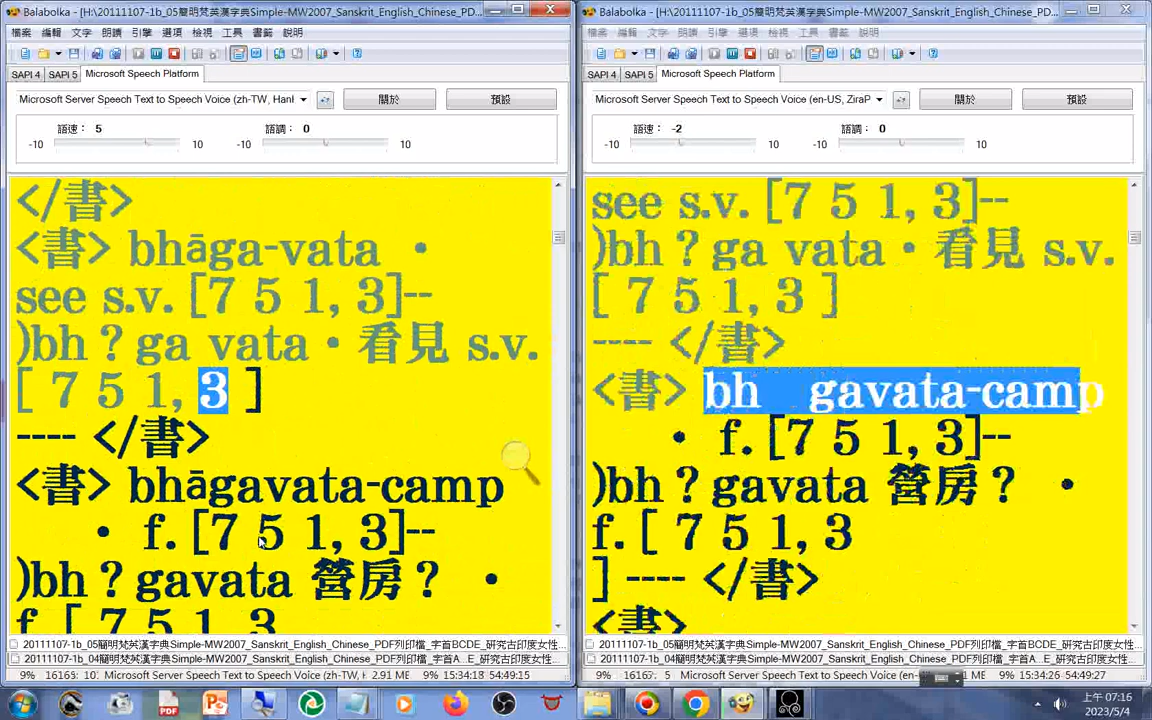 Balabolka - [H:\20111107-1b_05簡明梵英漢字典Simple-MW2007_Sanskrit_English_Chinese_PD...
檔案 編輯 文字 朗讀 引擎 選項 檢視 工具 書籤 說明
SAPI 4 SAPI 5 Microsoft Speech Platform
Microsoft Server Speech Text to Speech Voice (zh-TW, Hanl
關於
預設
語速： 5
語調： 0
-10 10 -10 10
</書>
<書> bhāga-vata •
see s.v. [7 5 1, 3]--
)bh ? ga vata • 看見 s.v.
[ 7 5 1, 3 ]
---- </書>
<書> bhāgavata-camp
• f. [7 5 1, 3]--
)bh ? gavata 營房 ? •
f. [ 7 5 1, 3
20111107-1b_05簡明梵英漢字典Simple-MW2007_Sanskrit_English_Chinese_PDF列印檔_字首BCDE_研究古印度女性...
20111107-1b_04簡明梵英漢字典Simple-MW2007_Sanskrit_English_Chinese_PDF列印檔_字首A...E_研究古印度女性...
9% 16165: 1 Microsoft Server Speech Text to Speech Voice (zh-TW, 2.91 MB 9% 15:34:18 54:49:15
Balabolka - [H:\20111107-1b_05簡明梵英漢字典Simple-MW2007_Sanskrit_English_Chinese_PD...
檔案 編輯 文字 朗讀 引擎 選項 檢視 工具 書籤 說明
SAPI 4 SAPI 5 Microsoft Speech Platform
Microsoft Server Speech Text to Speech Voice (en-US, ZiraP
關於
預設
語速： -2
語調： 0
-10 10 -10 10
see s.v. [7 5 1, 3]--
)bh ? ga vata • 看見 s.v.
[ 7 5 1, 3 ]
---- </書>
<書> bh gavata-camp
• f. [7 5 1, 3]--
)bh ? gavata 營房 ? •
f. [ 7 5 1, 3
] ---- </書>
<書>
20111107-1b_05簡明梵英漢字典Simple-MW2007_Sanskrit_English_Chinese_PDF列印檔_字首BCDE_研究古印度女性...
20111107-1b_04簡明梵英漢字典Simple-MW2007_Sanskrit_English_Chinese_PDF列印檔_字首A...E_研究古印度女性...
9% Microsoft Server Speech Text to Speech Voice (en-US, 9% 15:34:26 54:49:27
上午 07:16
2023/5/4